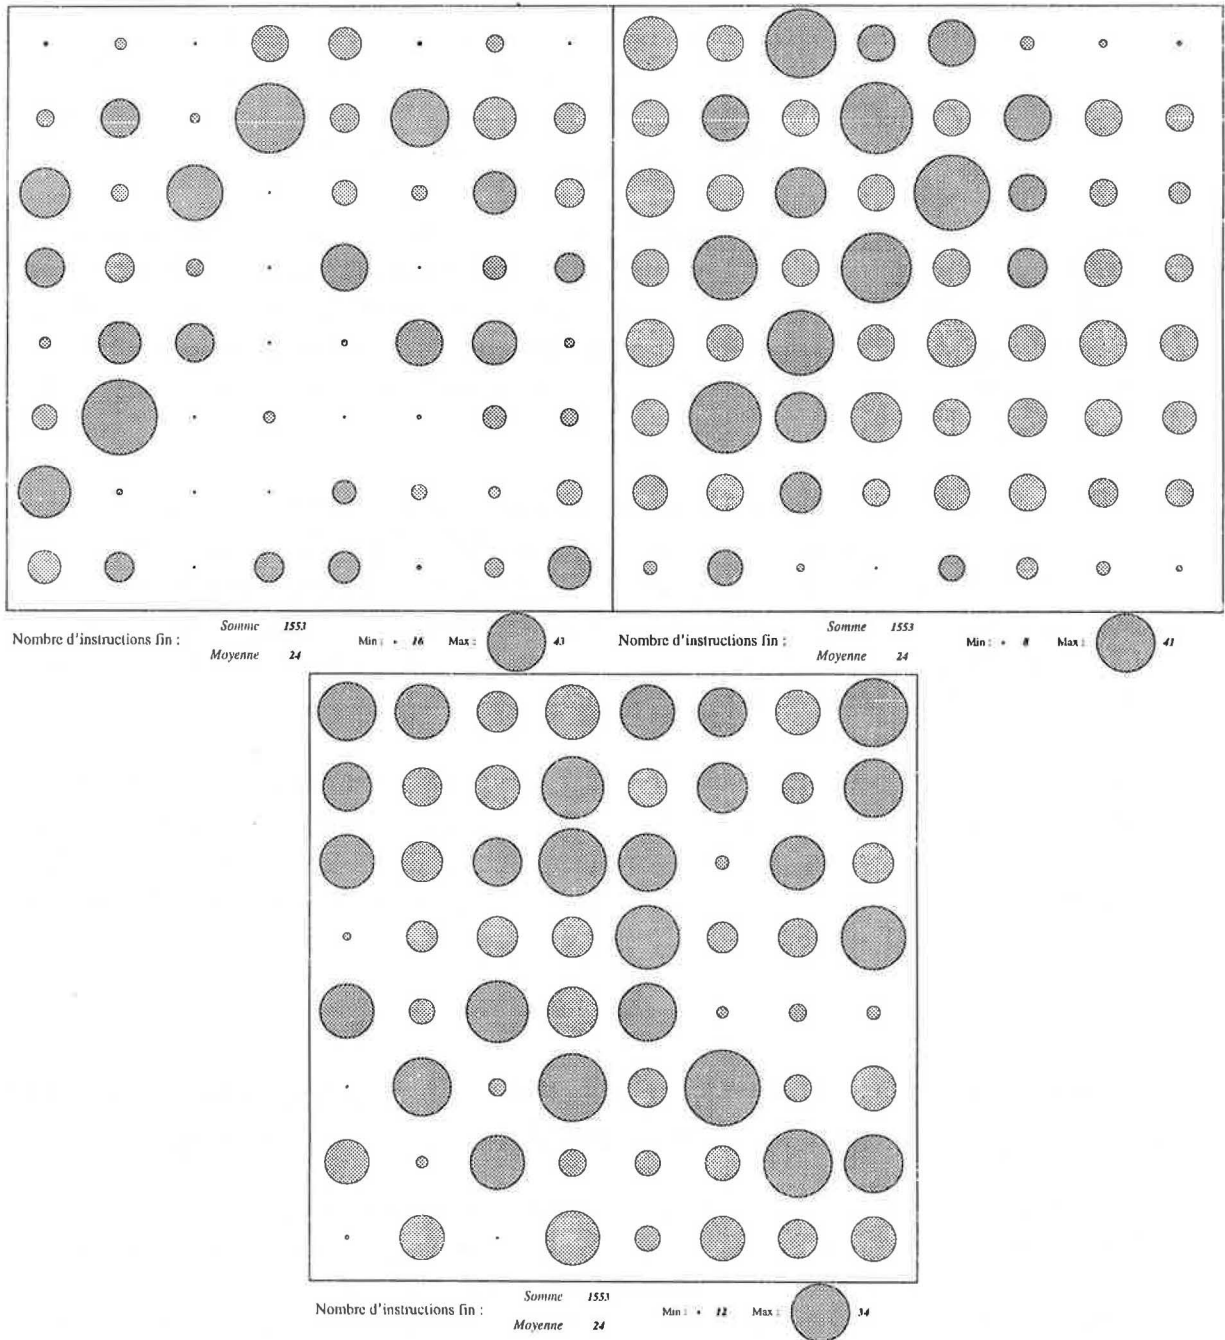 Somme 1553
Nombre d'instructions fin : Min : 16 Max : 43
Moyenne 24
Somme 1553
Nombre d'instructions fin : Min : 8 Max : 41
Moyenne 24
Somme 1553
Nombre d'instructions fin : Min : 12 Max : 34
Moyenne 24